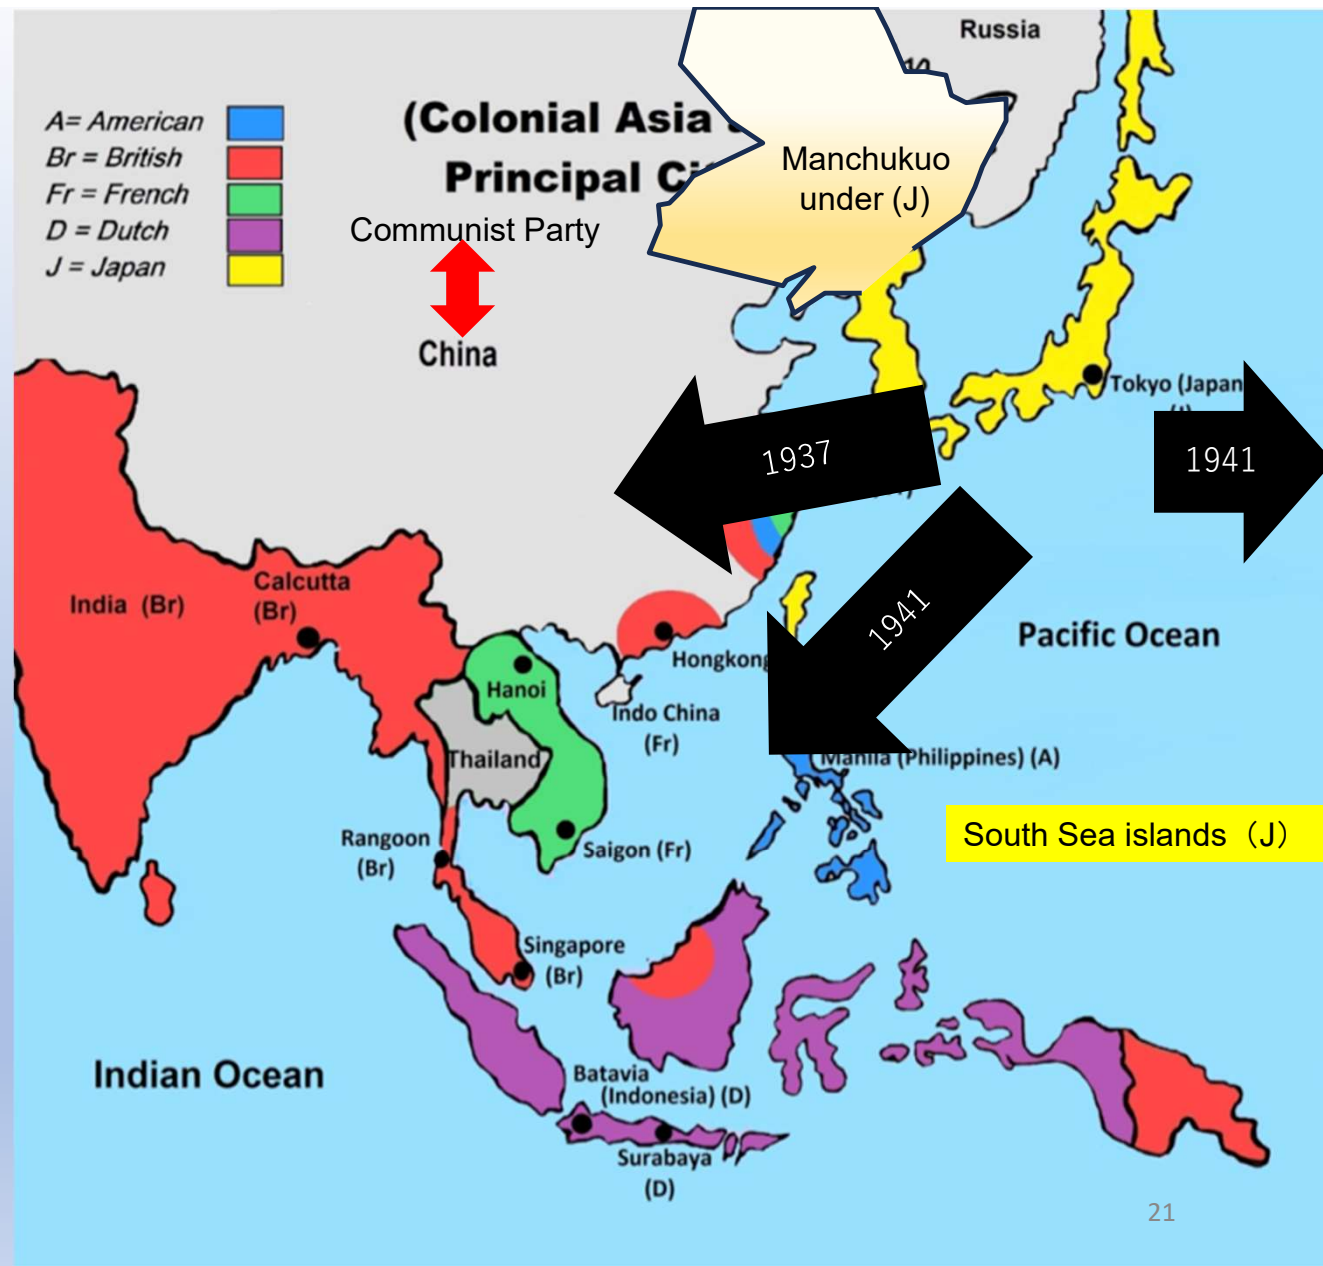 Russia
A= American
Br = British
Fr = French
D = Dutch
J = Japan
(Colonial Asia
Principal
Manchukuo
under (J)
Communist Party
China
Tokyo (Japan
1937
1941
1941
India (Br)
Calcutta
(Br)
Pacific Ocean
Hongkong
Hanoi
Indo China
(Fr)
Thailand
Manila (Philippines) (A)
South Sea islands（J）
Rangoon
(Br)
Saigon (Fr)
Singapore
(Br)
Indian Ocean
Batavia
(Indonesia) (D)
Surabaya
(D)
21